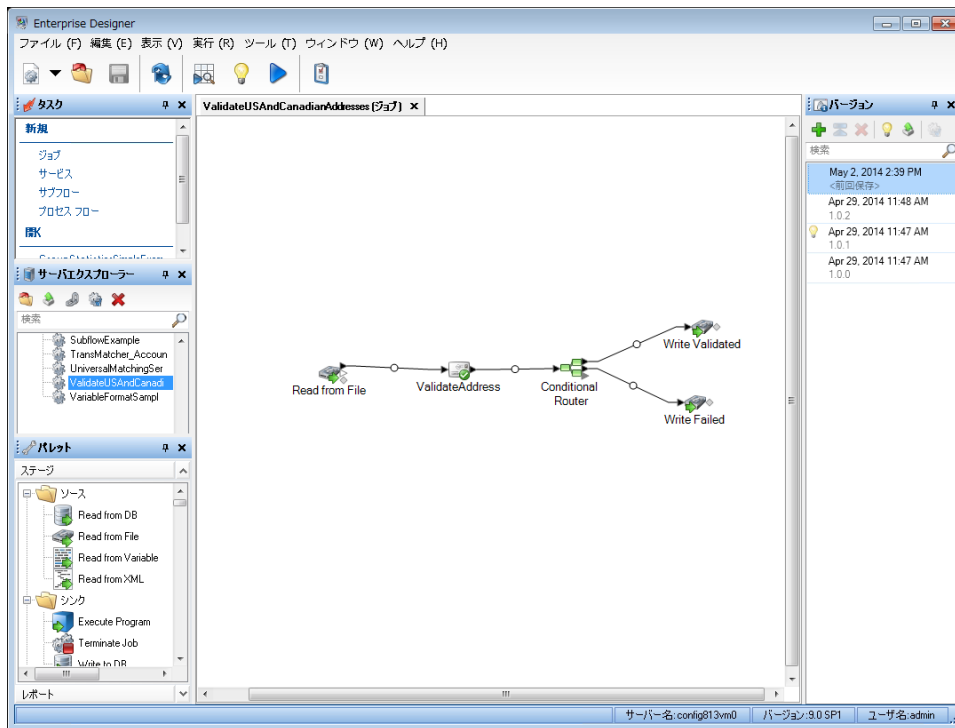 Enterprise Designer
ファイル (F) 編集 (E) 表示 (V) 実行 (R) ツール (T) ウィンドウ (W) ヘルプ (H)
タスク
新規
ジョブ
サービス
サブフロー
プロセス フロー
開く
サーバエクスプローラー
検索
SubflowExample
TransMatcher_Accoun
UniversalMatchingSer
ValidateUSAndCanadi
VariableFormatSampl
パレット
ステージ
ソース
Read from DB
Read from File
Read from Variable
Read from XML
シンク
Execute Program
Terminate Job
Write to DB
レポート
ValidateUSAndCanadianAddresses (ジョブ)
Read from File
ValidateAddress
Conditional
Router
Write Validated
Write Failed
バージョン
検索
May 2, 2014 2:39 PM
<前回保存>
Apr 29, 2014 11:48 AM
1.0.2
Apr 29, 2014 11:47 AM
1.0.1
Apr 29, 2014 11:47 AM
1.0.0
サーバー名:config813vm0 バージョン:9.0 SP1 ユーザ名:admin